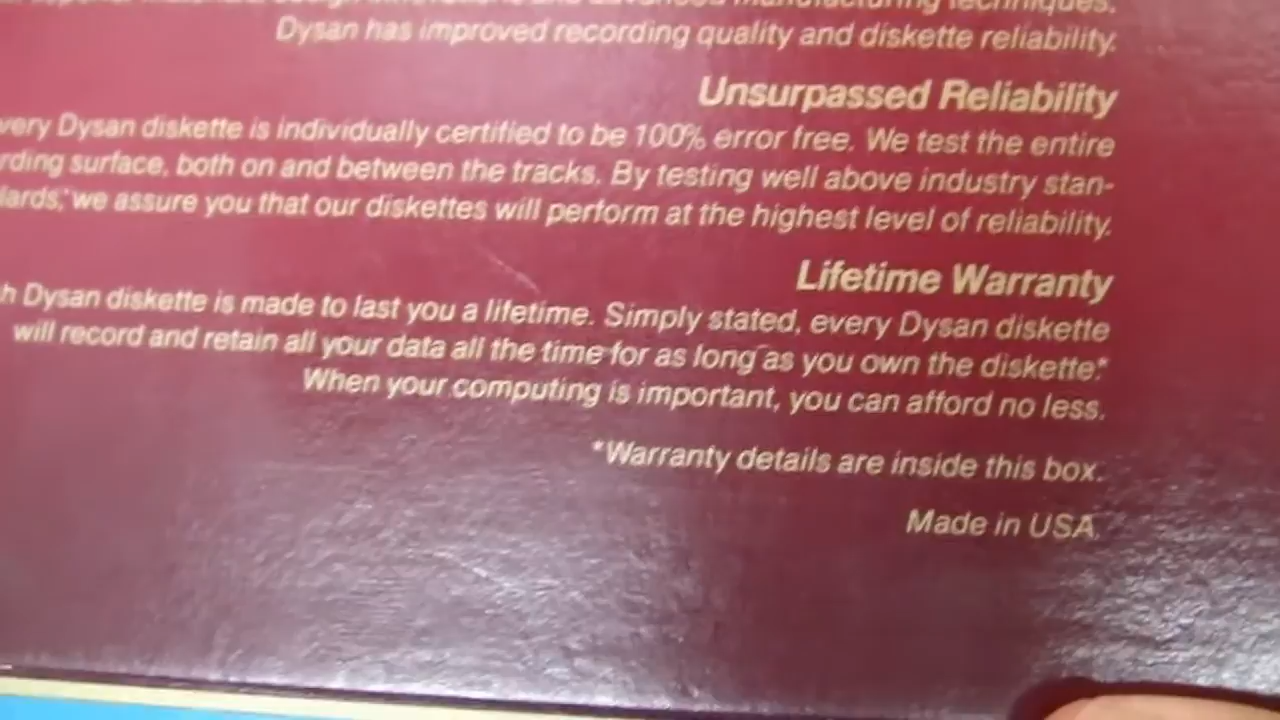 manufacturing techniques.
Dysan has improved recording quality and diskette reliability.
Unsurpassed Reliability
very Dysan diskette is individually certified to be 100% error free. We test the entire
rding surface, both on and between the tracks. By testing well above industry stan-
dards, we assure you that our diskettes will perform at the highest level of reliability.
Lifetime Warranty
h Dysan diskette is made to last you a lifetime. Simply stated, every Dysan diskette
will record and retain all your data all the time for as long as you own the diskette.*
When your computing is important, you can afford no less.
*Warranty details are inside this box.
Made in USA.